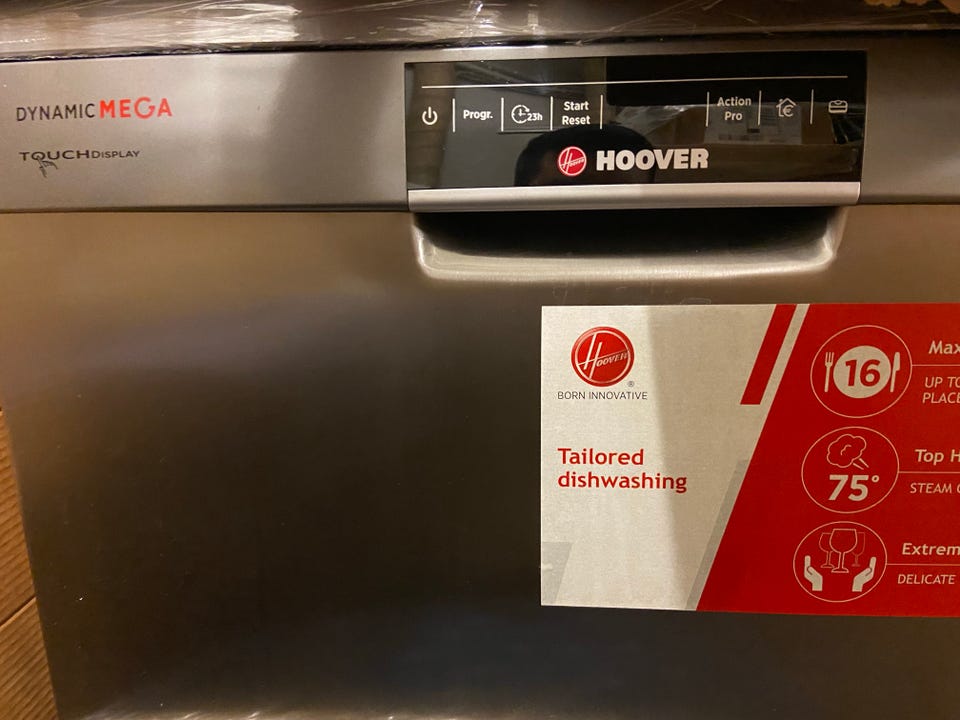 DYNAMIC MEGA
TOUCH DISPLAY
Progr.
23h
Start
Reset
Action
Pro
€
HOOVER
HOOVER
HOOVER
®
BORN INNOVATIVE
Tailored
dishwashing
16
Max
UP TO
PLACE
75°
Top H
STEAM C
Extrem
DELICATE